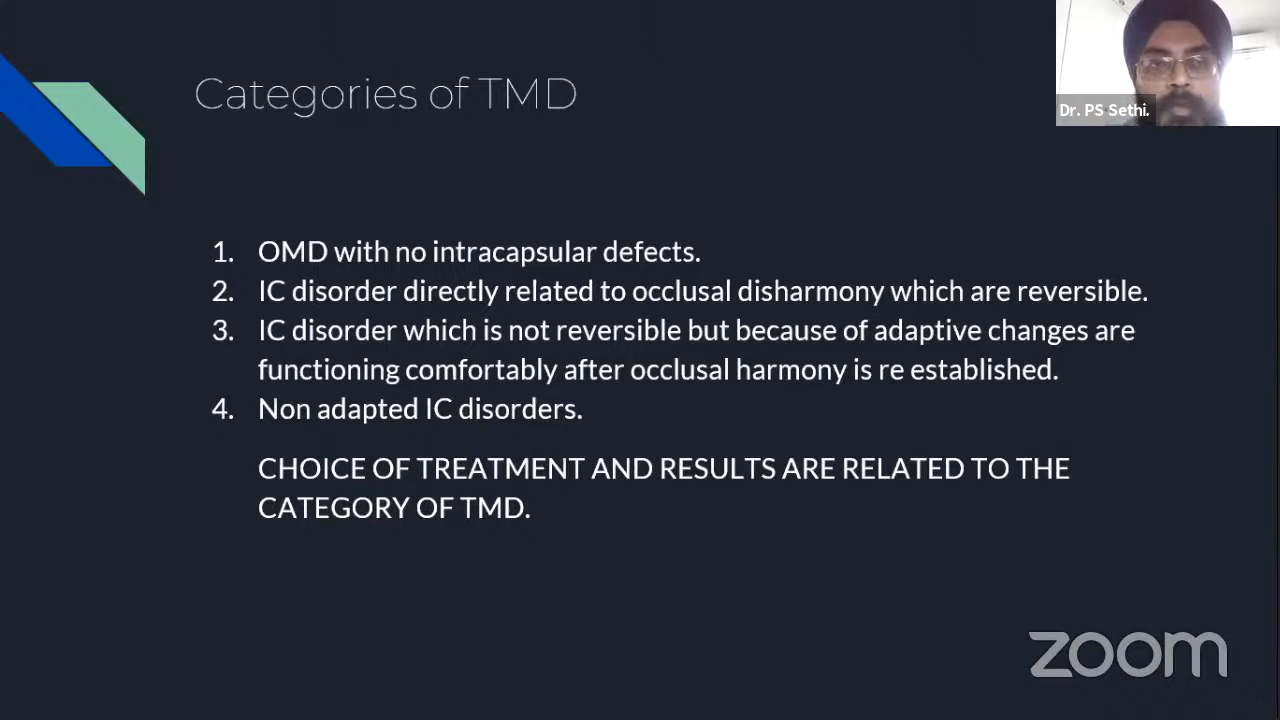 Categories of TMD
Dr. PS Sethi.
1. OMD with no intracapsular defects.
2. IC disorder directly related to occlusal disharmony which are reversible.
3. IC disorder which is not reversible but because of adaptive changes are
functioning comfortably after occlusal harmony is re established.
4. Non adapted IC disorders.
CHOICE OF TREATMENT AND RESULTS ARE RELATED TO THE
CATEGORY OF TMD.
zoom